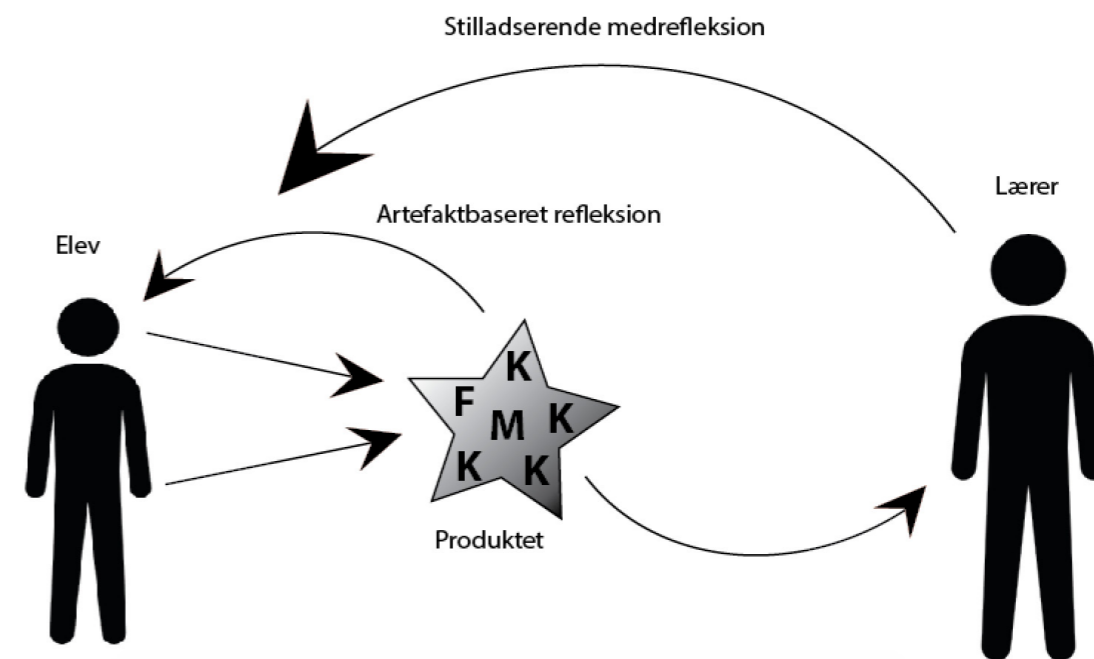 Stilladserende medrefleksion
Lærer
Artefaktbaseret refleksion
Elev
K
F
M
K
K
K
Produktet